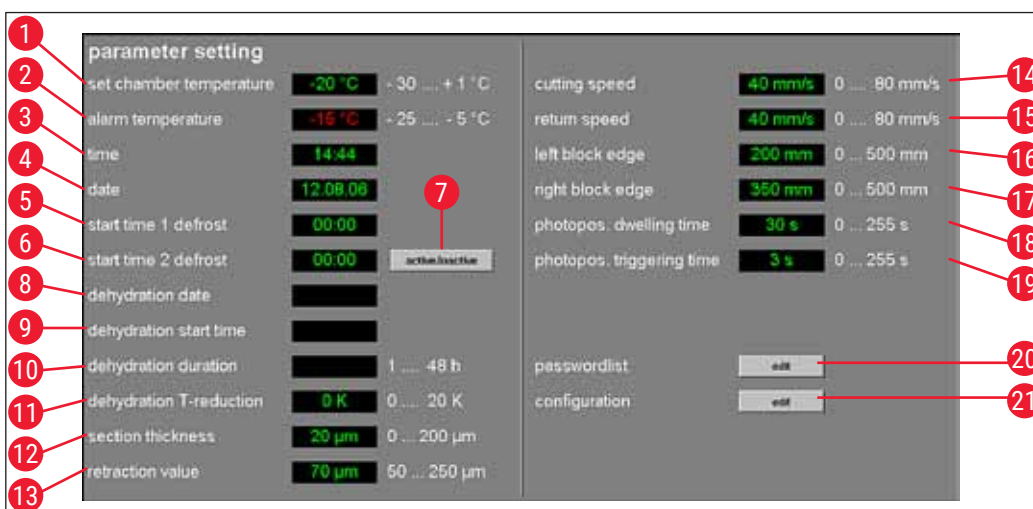 parameter setting
1 set chamber temperature -20 °C - 30 .... + 1 °C
2 alarm temperature -15 °C - 25 .... - 5 °C
3 time 14:44
4 date 12.08.06
5 start time 1 defrost 00:00
6 start time 2 defrost 00:00 7 active/inactive
8 dehydration date
9 dehydration start time
10 dehydration duration 1 .... 48 h
11 dehydration T-reduction 0 K 0 .... 20 K
12 section thickness 20 µm 0 ... 200 µm
13 retraction value 70 µm 50 ... 250 µm
cutting speed 40 mm/s 0 .... 80 mm/s 14
return speed 40 mm/s 0 .... 80 mm/s 15
left block edge 200 mm 0 ... 500 mm 16
right block edge 350 mm 0 ... 500 mm 17
photopos. dwelling time 30 s 0 ... 255 s 18
photopos. triggering time 3 s 0 ... 255 s 19
passwordlist edit 20
configuration edit 21